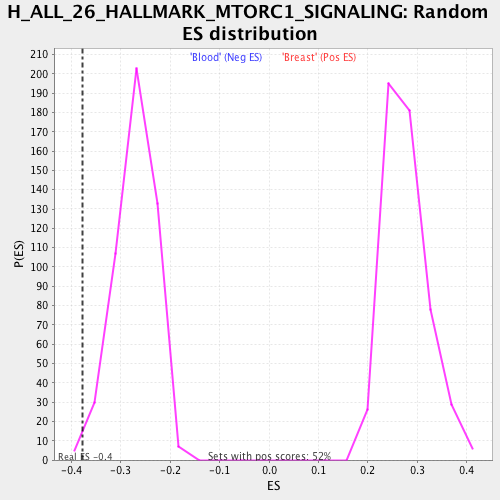 H_ALL_26_HALLMARK_MTORC1_SIGNALING: Random
ES distribution
'Blood' (Neg ES) 'Breast' (Pos ES)
210
200
190
180
170
160
150
140
130
120
110
100
90
80
70
60
50
40
30
20
10
0
P(ES)
Real ES -0.4
Sets with pos scores: 52%
-0.4 -0.3 -0.2 -0.1 0.0 0.1 0.2 0.3 0.4
ES